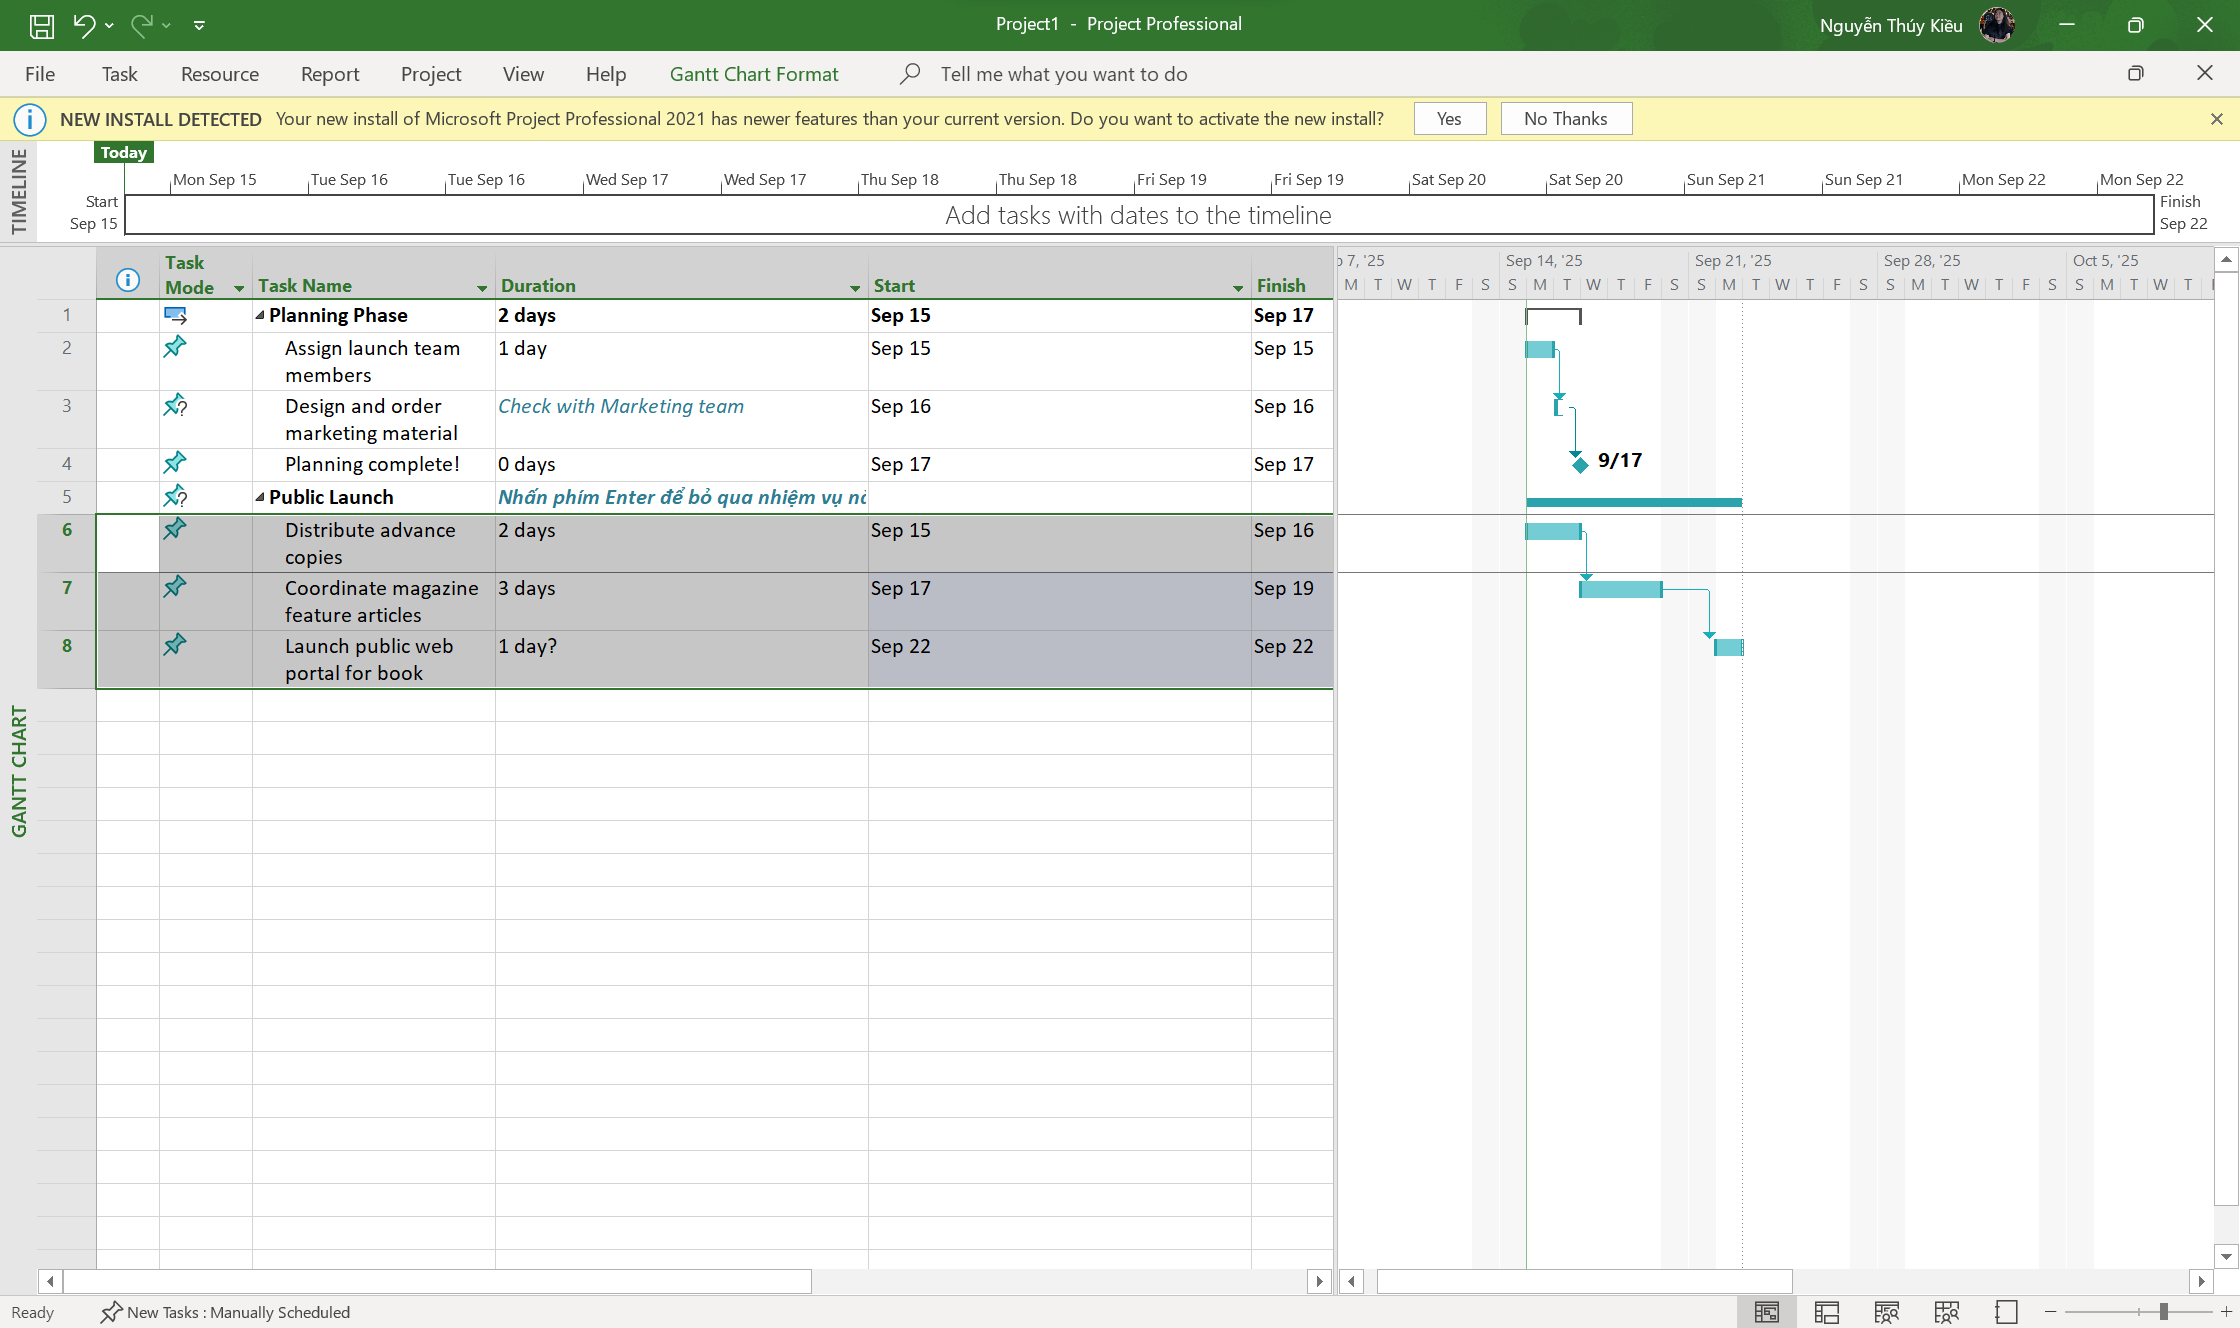 Project1 - Project Professional
Nguyễn Thúy Kiều
File Task Resource Report Project View Help Gantt Chart Format Tell me what you want to do
NEW INSTALL DETECTED Your new install of Microsoft Project Professional 2021 has newer features than your current version. Do you want to activate the new install? Yes No Thanks
TIMELINE
Today
Mon Sep 15 Tue Sep 16 Tue Sep 16 Wed Sep 17 Wed Sep 17 Thu Sep 18 Thu Sep 18 Fri Sep 19 Fri Sep 19 Sat Sep 20 Sat Sep 20 Sun Sep 21 Sun Sep 21 Mon Sep 22 Mon Sep 22
Start
Sep 15
Add tasks with dates to the timeline
Finish
Sep 22
GANTT CHART
Task
Mode Task Name Duration Start Finish
1 Planning Phase 2 days Sep 15 Sep 17
2 Assign launch team 1 day Sep 15 Sep 15
members
3 Design and order Check with Marketing team Sep 16 Sep 16
marketing material
4 Planning complete! 0 days Sep 17 Sep 17
5 Public Launch Nhấn phím Enter để bỏ qua nhiệm vụ
6 Distribute advance 2 days Sep 15 Sep 16
copies
7 Coordinate magazine 3 days Sep 17 Sep 19
feature articles
8 Launch public web 1 day? Sep 22 Sep 22
portal for book
7, '25 Sep 14, '25 Sep 21, '25 Sep 28, '25 Oct 5, '25
M T W T F S S M T W T F S S M T W T F S S M T W T F S S M T W T
9/17
Ready New Tasks : Manually Scheduled